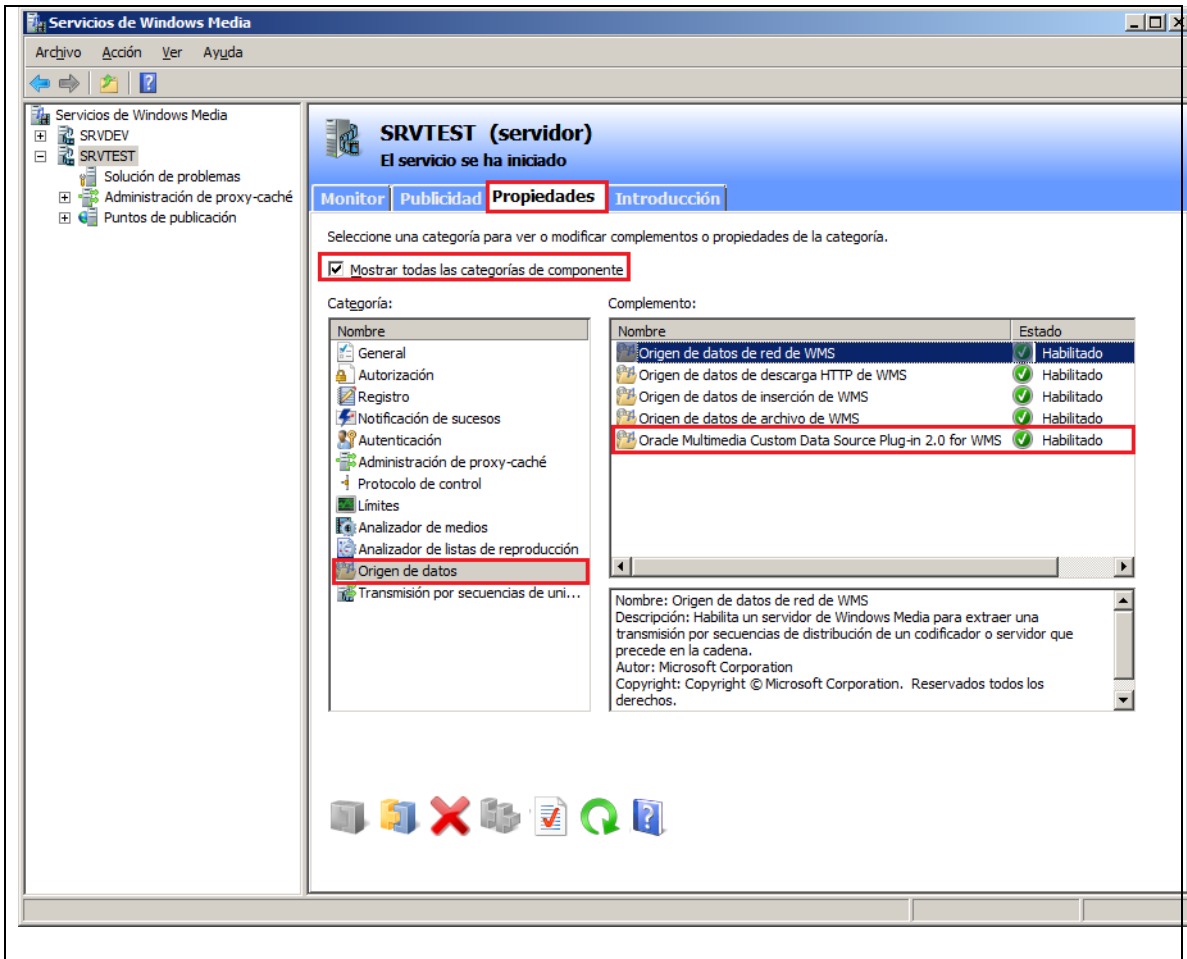 Servicios de Windows Media
Archivo Acción Ver Ayuda
Servicios de Windows Media
SRVDEV
SRVTEST
Solución de problemas
Administración de proxy-caché
Puntos de publicación
SRVTEST (servidor)
El servicio se ha iniciado
Monitor Publicidad Propiedades Introducción
Seleccione una categoría para ver o modificar complementos o propiedades de la categoría.
Mostrar todas las categorías de componente
Categoría:
Nombre
General
Autorización
Registro
Notificación de sucesos
Autenticación
Administración de proxy-caché
Protocolo de control
Límites
Analizador de medios
Analizador de listas de reproducción
Origen de datos
Transmisión por secuencias de uni...
Complemento:
Nombre Estado
Origen de datos de red de WMS Habilitado
Origen de datos de descarga HTTP de WMS Habilitado
Origen de datos de inserción de WMS Habilitado
Origen de datos de archivo de WMS Habilitado
Oracle Multimedia Custom Data Source Plug-in 2.0 for WMS Habilitado
Nombre: Origen de datos de red de WMS
Descripción: Habilita un servidor de Windows Media para extraer una
transmisión por secuencias de distribución de un codificador o servidor que
precede en la cadena.
Autor: Microsoft Corporation
Copyright: Copyright © Microsoft Corporation. Reservados todos los
derechos.